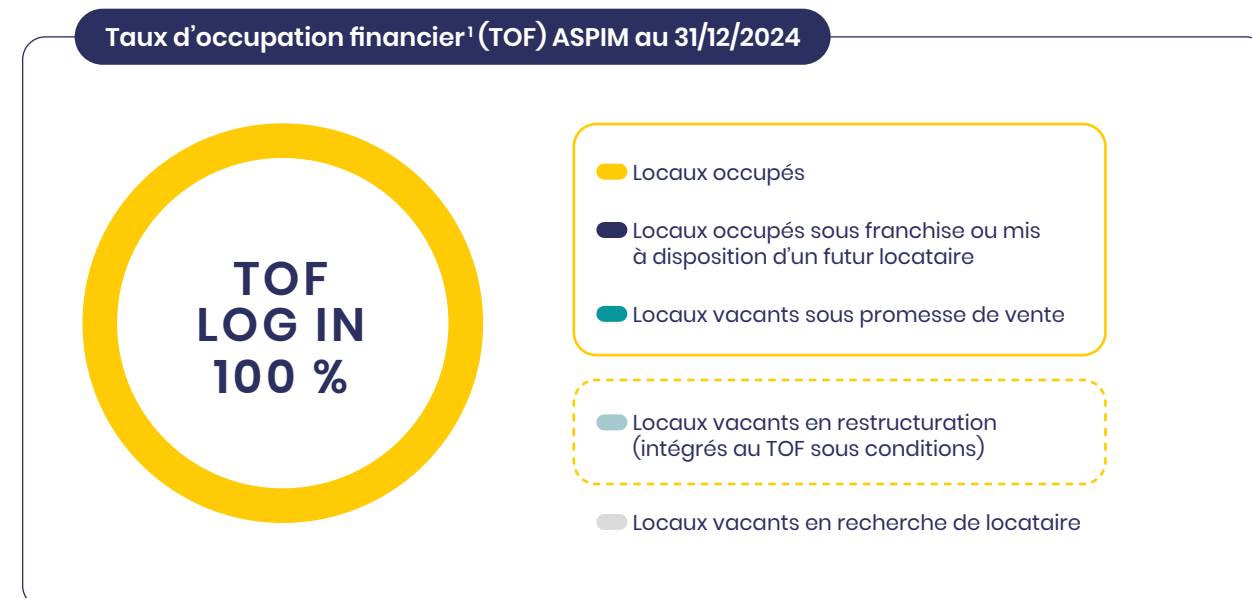 Taux d’occupation financier¹ (TOF) ASPIM au 31/12/2024
TOF
LOG IN
100 %
Locaux occupés
Locaux occupés sous franchise ou mis
à disposition d’un futur locataire
Locaux vacants sous promesse de vente
Locaux vacants en restructuration
(intégrés au TOF sous conditions)
Locaux vacants en recherche de locataire